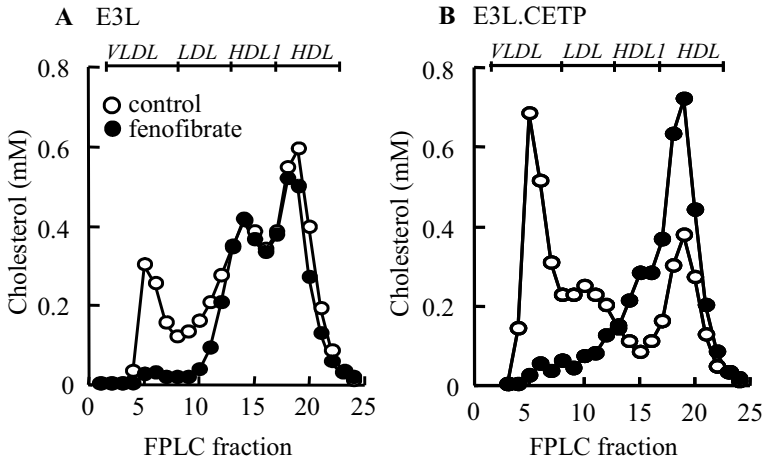 A E3L
VLDL LDL HDL1 HDL
0.8
0.6
0.4
0.2
0
Cholesterol (mM)
control
fenofibrate
0 5 10 15 20 25
FPLC fraction
B E3L.CETP
VLDL LDL HDL1 HDL
0.8
0.6
0.4
0.2
0
Cholesterol (mM)
0 5 10 15 20 25
FPLC fraction